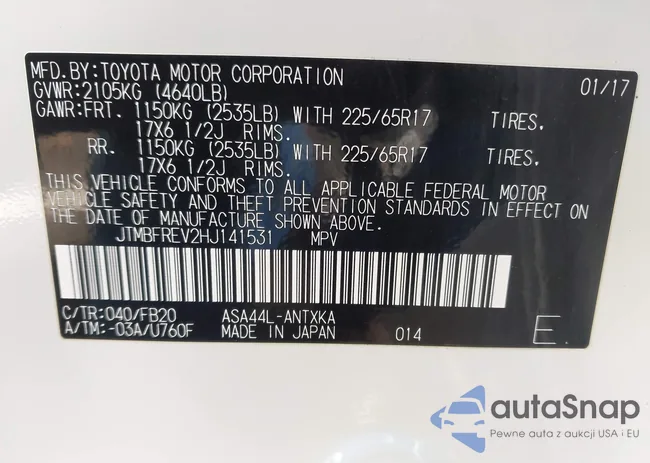 MFD.BY: TOYOTA MOTOR CORPORATION 01/17
GVWR: 2105KG (4640LB)
GAWR: FRT. 1150KG (2535LB) WITH 225/65R17 TIRES.
17X6 1/2J RIMS.
RR. 1150KG (2535LB) WITH 225/65R17 TIRES.
17X6 1/2J RIMS.
THIS VEHICLE CONFORMS TO ALL APPLICABLE FEDERAL MOTOR
VEHICLE SAFETY AND THEFT PREVENTION STANDARDS IN EFFECT ON
THE DATE OF MANUFACTURE SHOWN ABOVE.
JTMBFREV2HJ141531 MPV
C/TR: 040/FB20 ASA44L-ANTXKA
A/TM: -03A/U760F MADE IN JAPAN 014 E
autaSnap
Pewne auta z aukcji USA i EU